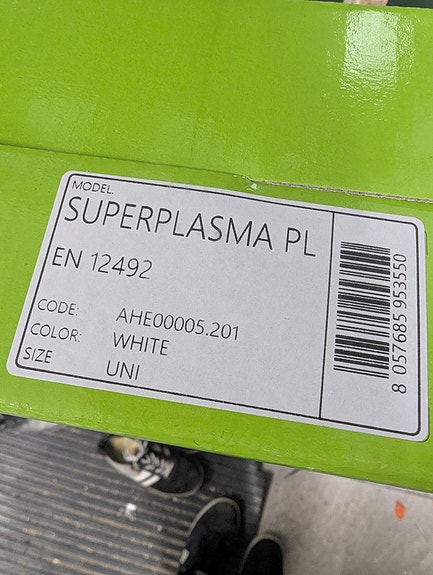 MODEL.
SUPERPLASMA PL
EN 12492
CODE: AHE00005.201
COLOR: WHITE
SIZE UNI
8 057685 953550